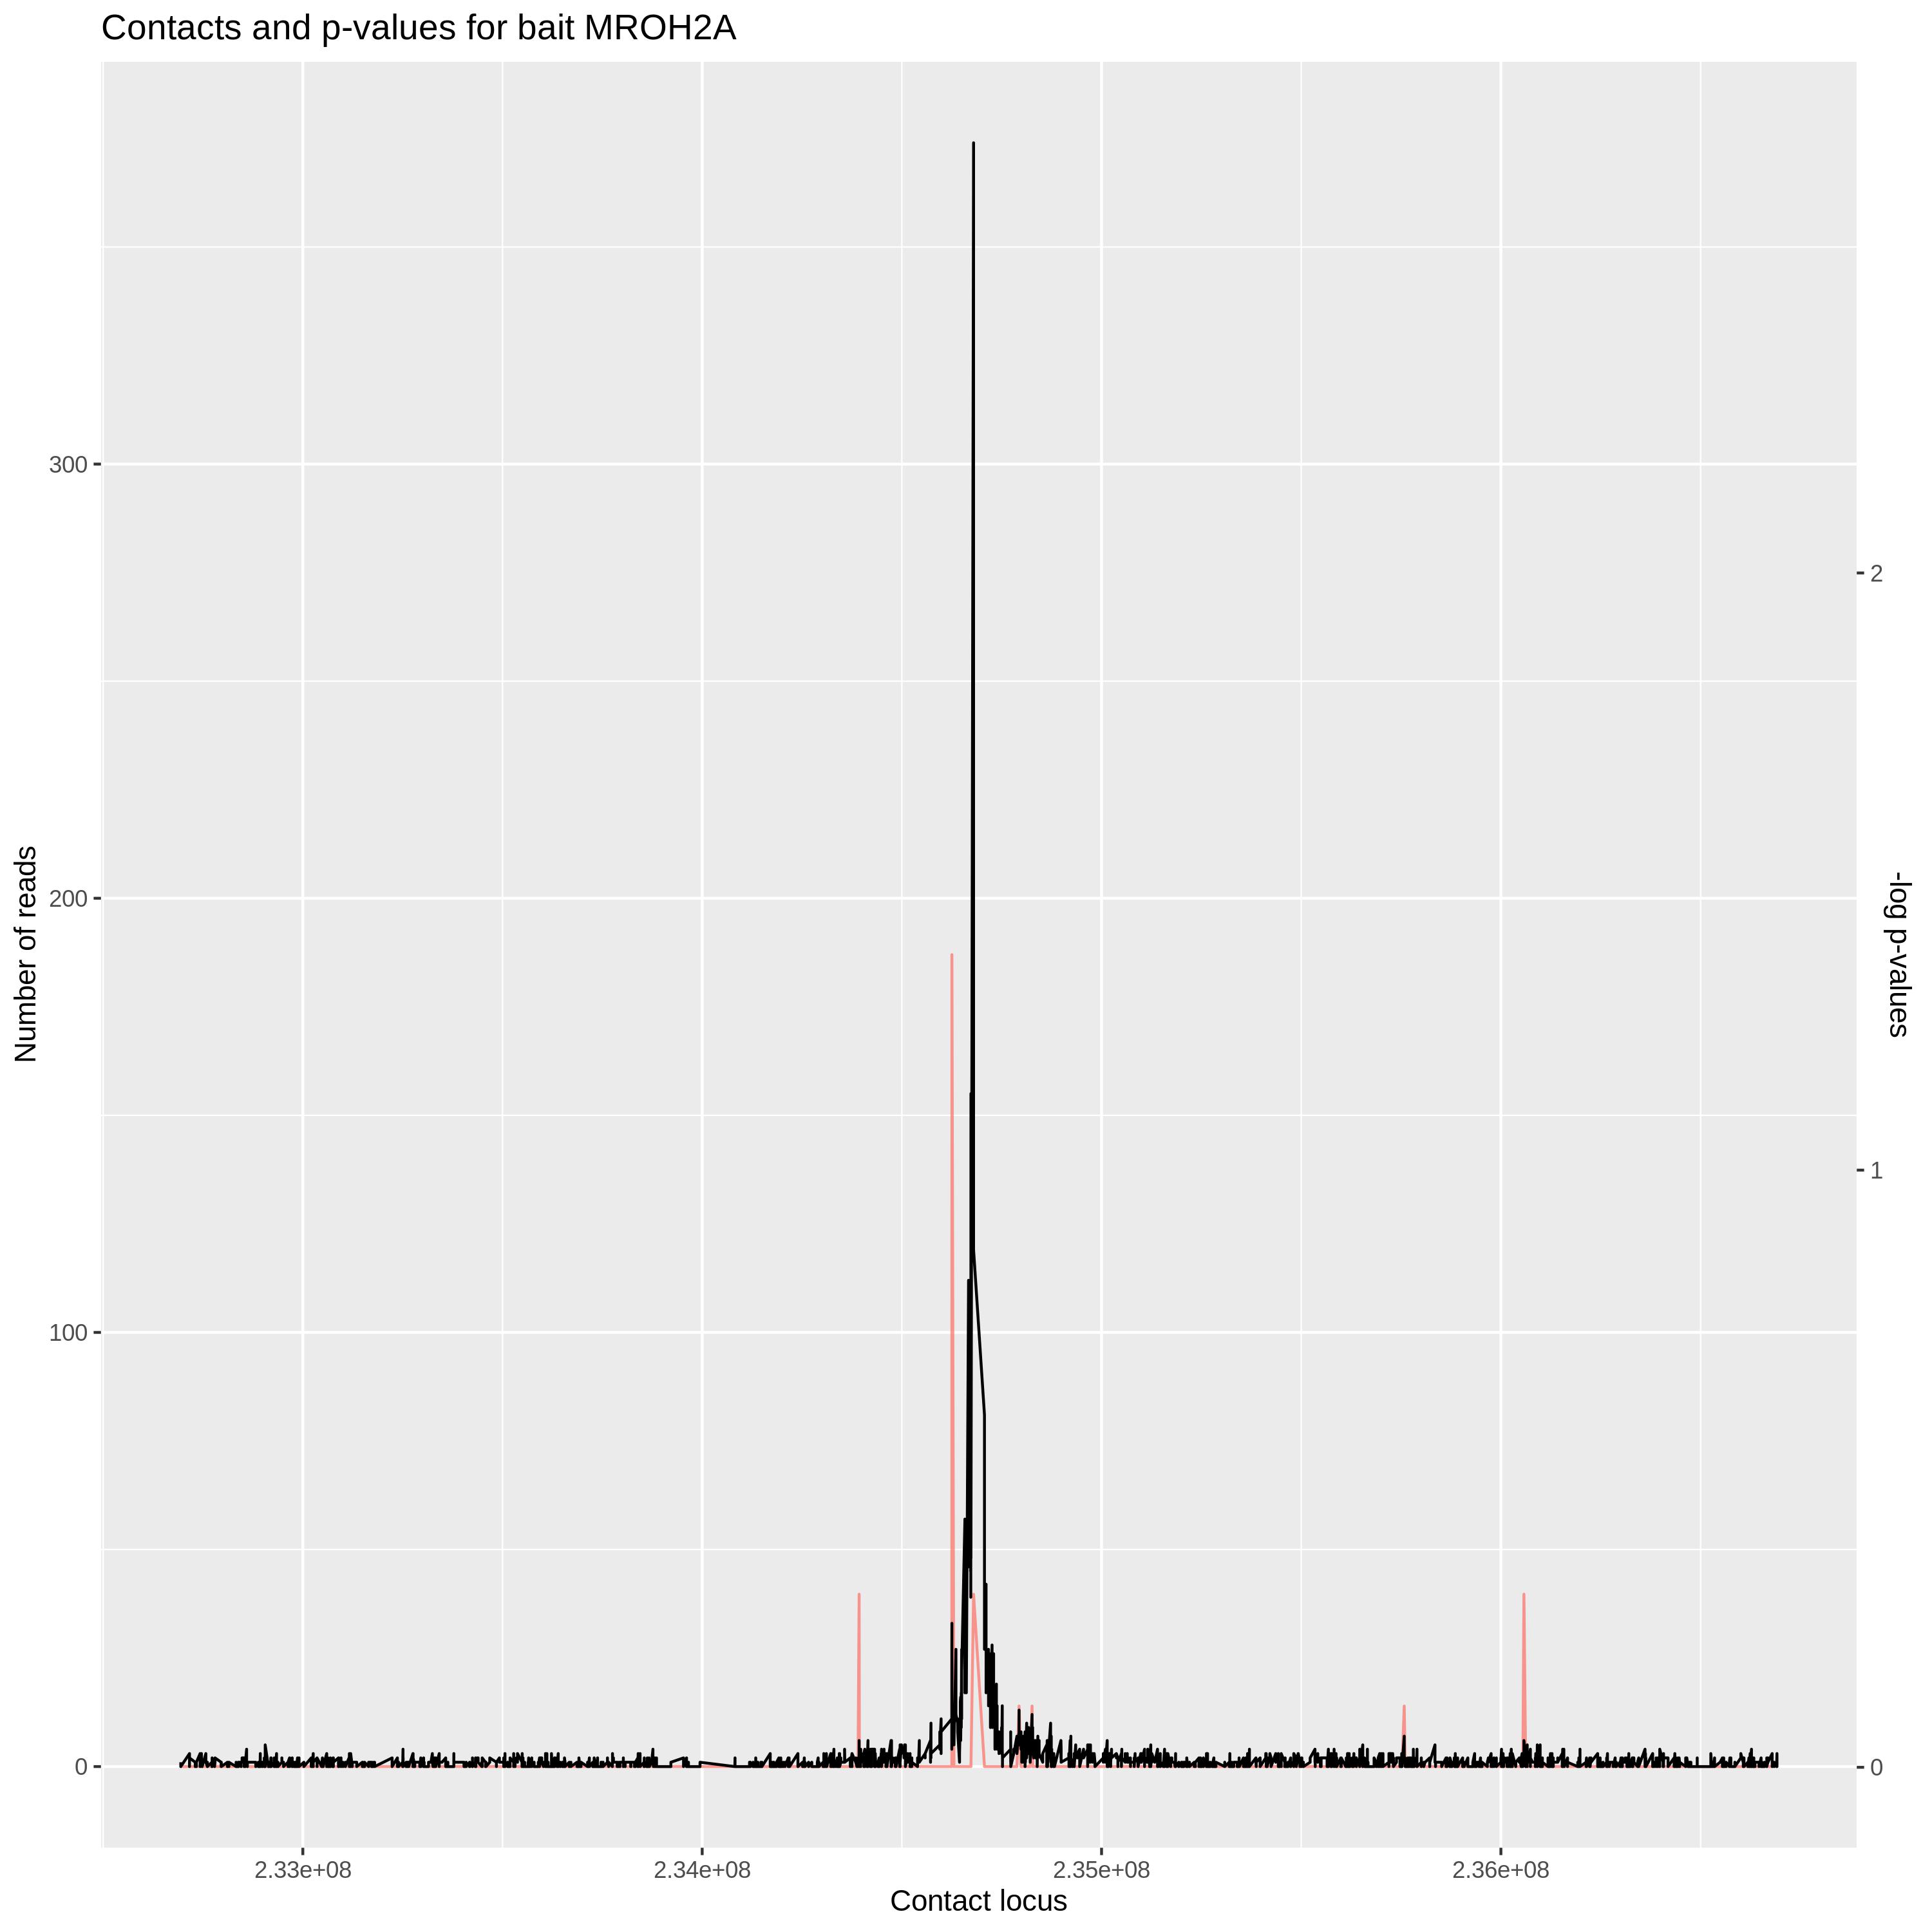 Contacts and p-values for bait MROH2A
300
200
100
0
Number of reads
2
1
0
-log p-values
2.33e+08
2.34e+08
2.35e+08
2.36e+08
Contact locus